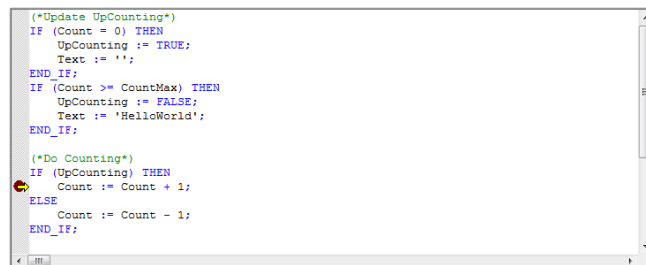 (*Update UpCounting*)
IF (Count = 0) THEN
    UpCounting := TRUE;
    Text := '';
END_IF;
IF (Count >= CountMax) THEN
    UpCounting := FALSE;
    Text := 'HelloWorld';
END_IF;

(*Do Counting*)
IF (UpCounting) THEN
    Count := Count + 1;
ELSE
    Count := Count - 1;
END_IF;